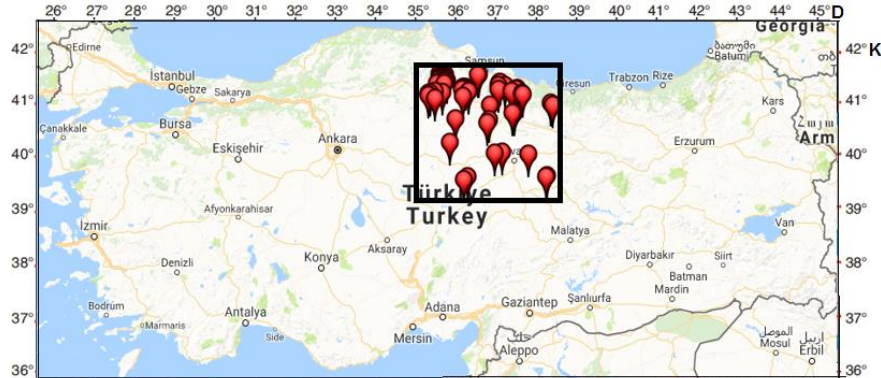 26° 27° 28° 29° 30° 31° 32° 33° 34° 35° 36° 37° 38° 39° 40° 41° 42° 43° 44° 45° D
Georgia
42° Edirne Samsun ბათუმი Batumi 42° K
İstanbul Gebze Sakarya Giresun Trabzon Rize
41° Çanakkale Bursa Kars 41°
Eskişehir Ankara Erzurum Arm
40° 40°
Türkiye
39° İzmir Afyonkarahisar Turkey Van 39°
Aksaray Malatya
38° Denizli Konya Diyarbakır Siirt 38°
Batman
Bodrum Gaziantep Şanlıurfa Mardin
37° Marmaris Antalya Side Mersin Adana 37°
حلب Aleppo الموصل Mosul اربيل Erbil
36° 36°